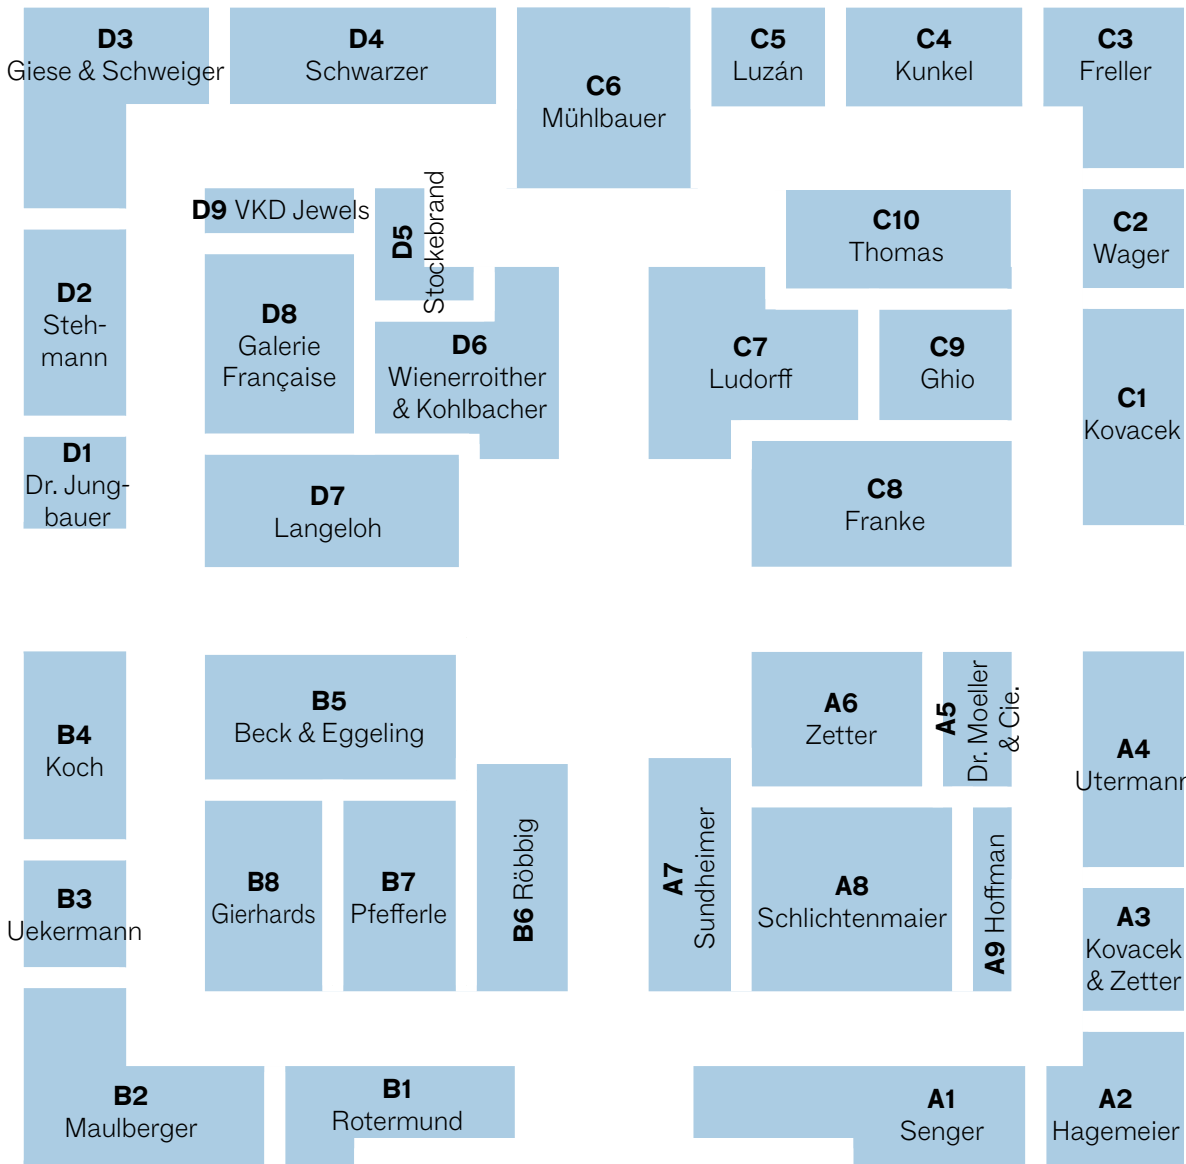 D3
Giese & Schweiger
D4
Schwarzer
C6
Mühlbauer
C5
Luzán
C4
Kunkel
C3
Freller
D9 VKD Jewels
D5
Stockebrand
C10
Thomas
C2
Wager
D2
Steh-
mann
D8
Galerie
Française
D6
Wienerroither
& Kohlbacher
C7
Ludorff
C9
Ghio
C1
Kovacek
D1
Dr. Jung-
bauer
D7
Langeloh
C8
Franke
B4
Koch
B5
Beck & Eggeling
A6
Zetter
A5
Dr. Moeller
& Cie.
A4
Utermann
B3
Uekermann
B8
Gierhards
B7
Pfefferle
B6 Röbbig
A7
Sundheimer
A8
Schlichtenmaier
A9 Hoffman
A3
Kovacek
& Zetter
B2
Maulberger
B1
Rotermund
A1
Senger
A2
Hagemeier